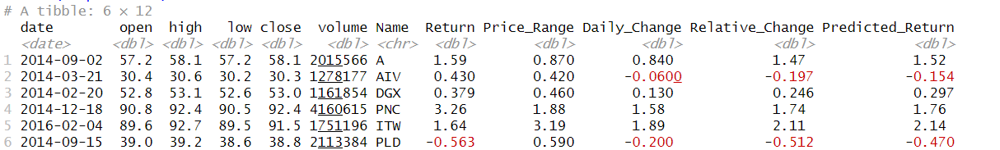 # A tibble: 6 × 12
date open high low close volume Name Return Price_Range Daily_Change Relative_Change Predicted_Return
<date> <dbl> <dbl> <dbl> <dbl> <dbl> <chr> <dbl> <dbl> <dbl> <dbl> <dbl>
1 2014-09-02 57.2 58.1 57.2 58.1 2015566 A 1.59 0.870 0.840 1.47 1.52
2 2014-03-21 30.4 30.6 30.2 30.3 1278177 AIV 0.430 0.420 -0.0600 -0.197 -0.154
3 2014-02-20 52.8 53.1 52.6 53.0 1161854 DGX 0.379 0.460 0.130 0.246 0.297
4 2014-12-18 90.8 92.4 90.5 92.4 4160615 PNC 3.26 1.88 1.58 1.74 1.76
5 2016-02-04 89.6 92.7 89.5 91.5 1751196 ITW 1.64 3.19 1.89 2.11 2.14
6 2014-09-15 39.0 39.2 38.6 38.8 2113384 PLD -0.563 0.590 -0.200 -0.512 -0.470